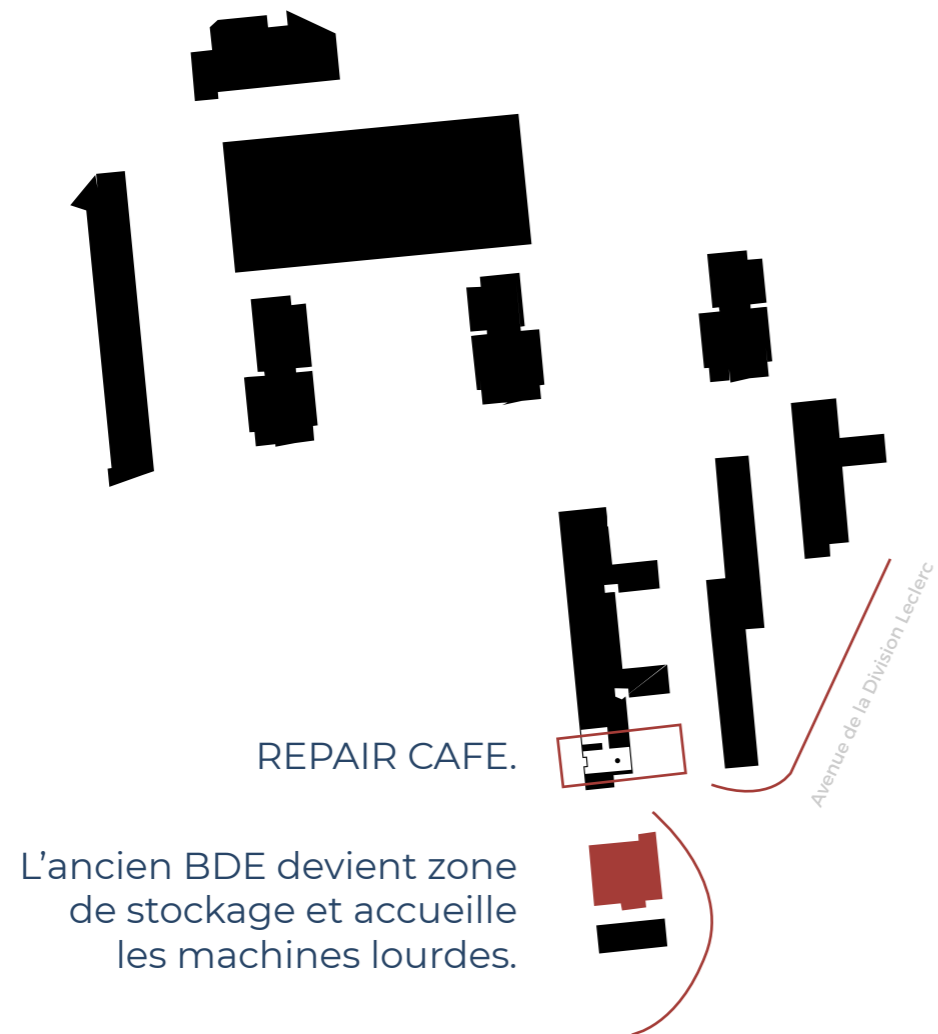 Avenue de la Division Leclerc
REPAIR CAFE.
L’ancien BDE devient zone
de stockage et accueille
les machines lourdes.